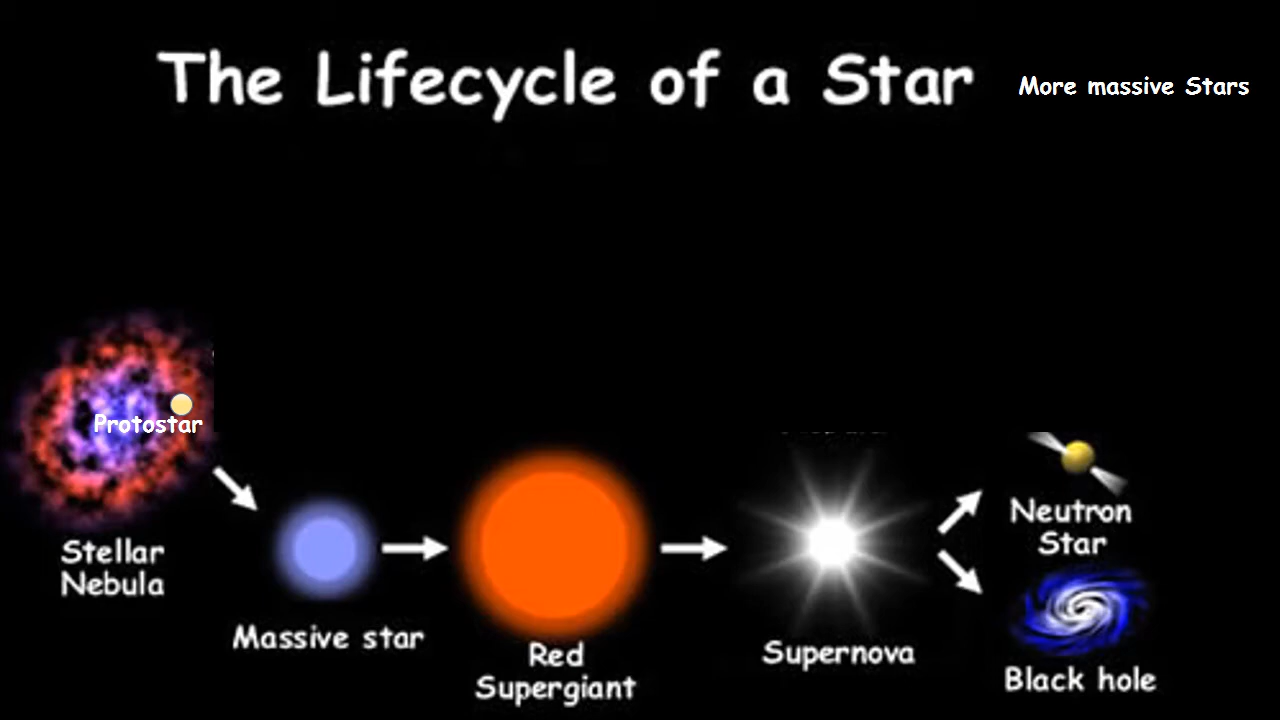 The Lifecycle of a Star
More massive Stars
Protostar
Stellar
Nebula
Massive star
Red
Supergiant
Supernova
Neutron
Star
Black hole